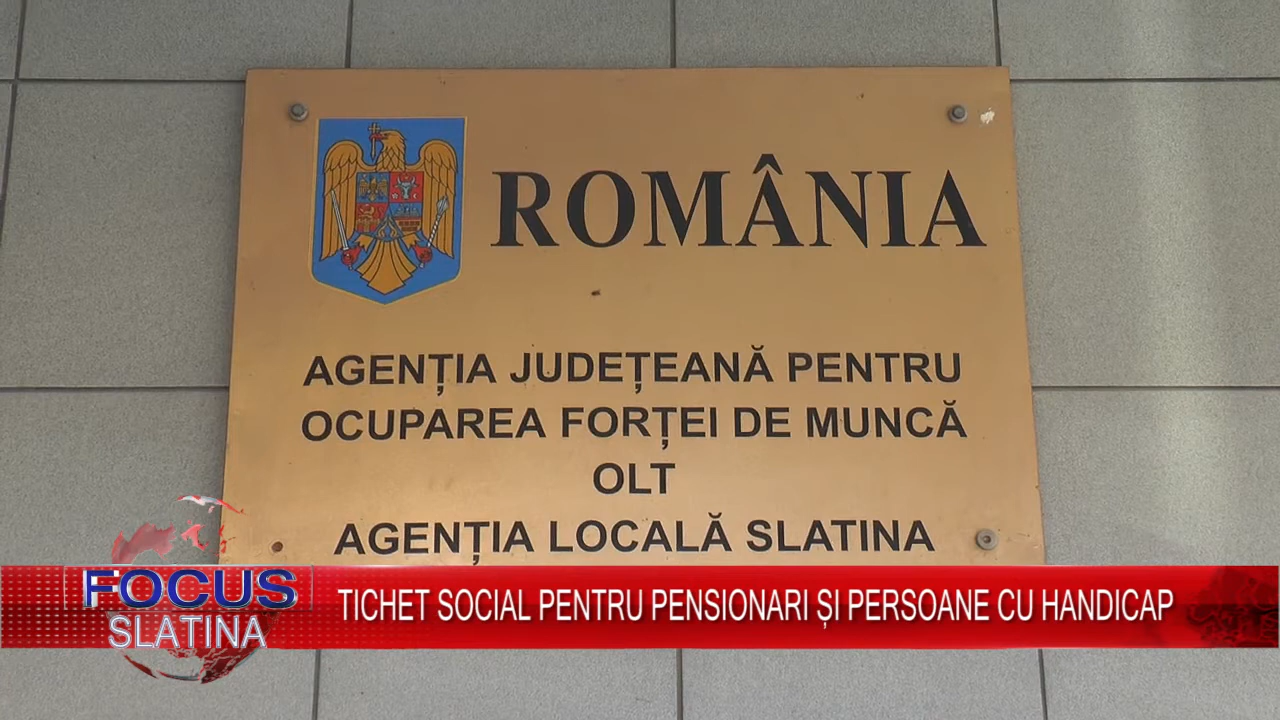 ROMÂNIA
AGENȚIA JUDEȚEANĂ PENTRU
OCUPAREA FORȚEI DE MUNCĂ
OLT
AGENȚIA LOCALĂ SLATINA
FOCUS
SLATINA
TICHET SOCIAL PENTRU PENSIONARI ȘI PERSOANE CU HANDICAP